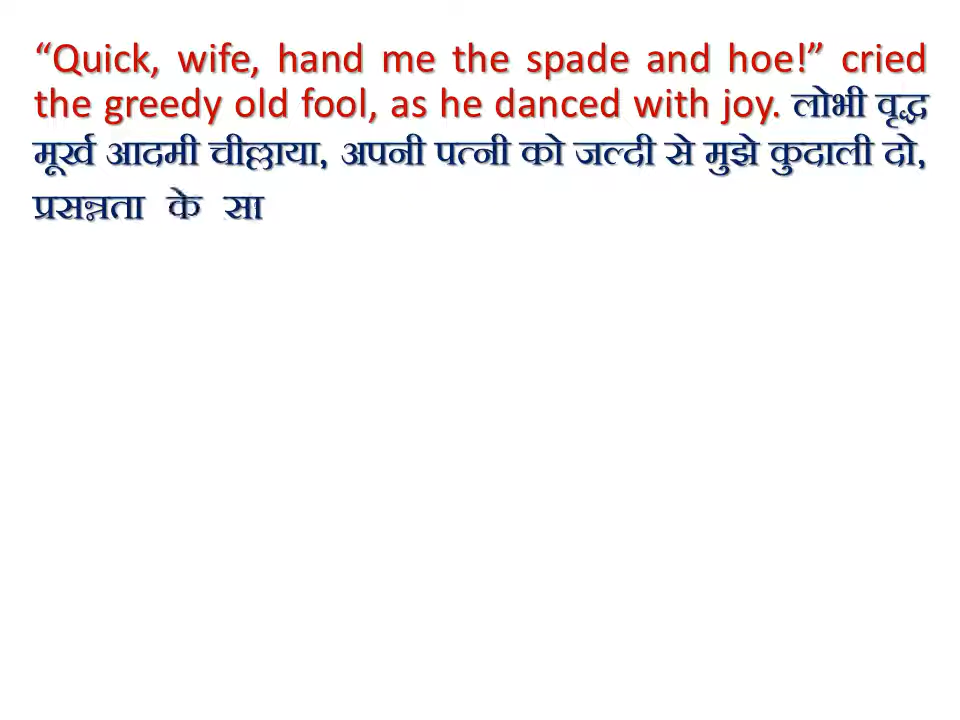 “Quick, wife, hand me the spade and hoe!” cried
the greedy old fool, as he danced with joy. लोभी वृद्ध
मूर्ख आदमी चील्लाया, अपनी पत्नी को जल्दी से मुझे कुदाली दो,
प्रसन्नता के सा